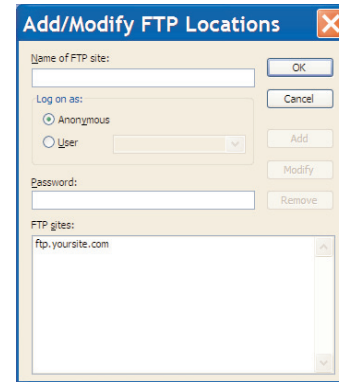 Add/Modify FTP Locations
Name of FTP site:
OK
Log on as:
Cancel
Anonymous
User
Add
Modify
Password:
Remove
FTP sites:
ftp.yoursite.com